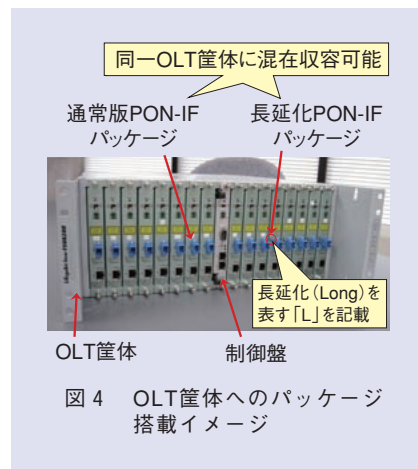 同一OLT筐体に混在収容可能
通常版PON-IF
パッケージ
長延化PON-IF
パッケージ
長延化（Long）を
表す「L」を記載
OLT筐体
制御盤
図4 OLT筐体へのパッケージ
搭載イメージ